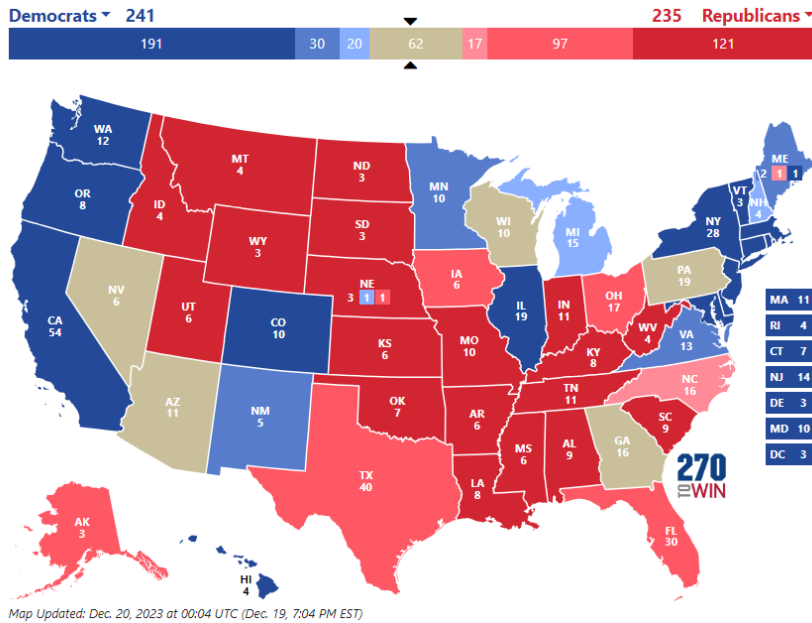 Democrats 241
235 Republicans
191 30 20 62 17 97 121
WA
12
OR
8
CA
54
NV
6
ID
4
MT
4
WY
3
UT
6
AZ
11
CO
10
NM
5
ND
3
SD
3
NE
3 1 1
KS
6
OK
7
TX
40
MN
10
IA
6
MO
10
AR
6
LA
8
WI
10
IL
19
MI
15
IN
11
OH
17
KY
8
TN
11
MS
6
AL
9
GA
16
FL
30
SC
9
NC
16
VA
13
WV
4
PA
19
NY
28
VT
3
NH
4
ME
2 1 1
MA 11
RI 4
CT 7
NJ 14
DE 3
MD 10
DC 3
AK
3
HI
4
270
TO WIN
Map Updated: Dec. 20, 2023 at 00:04 UTC (Dec. 19, 7:04 PM EST)